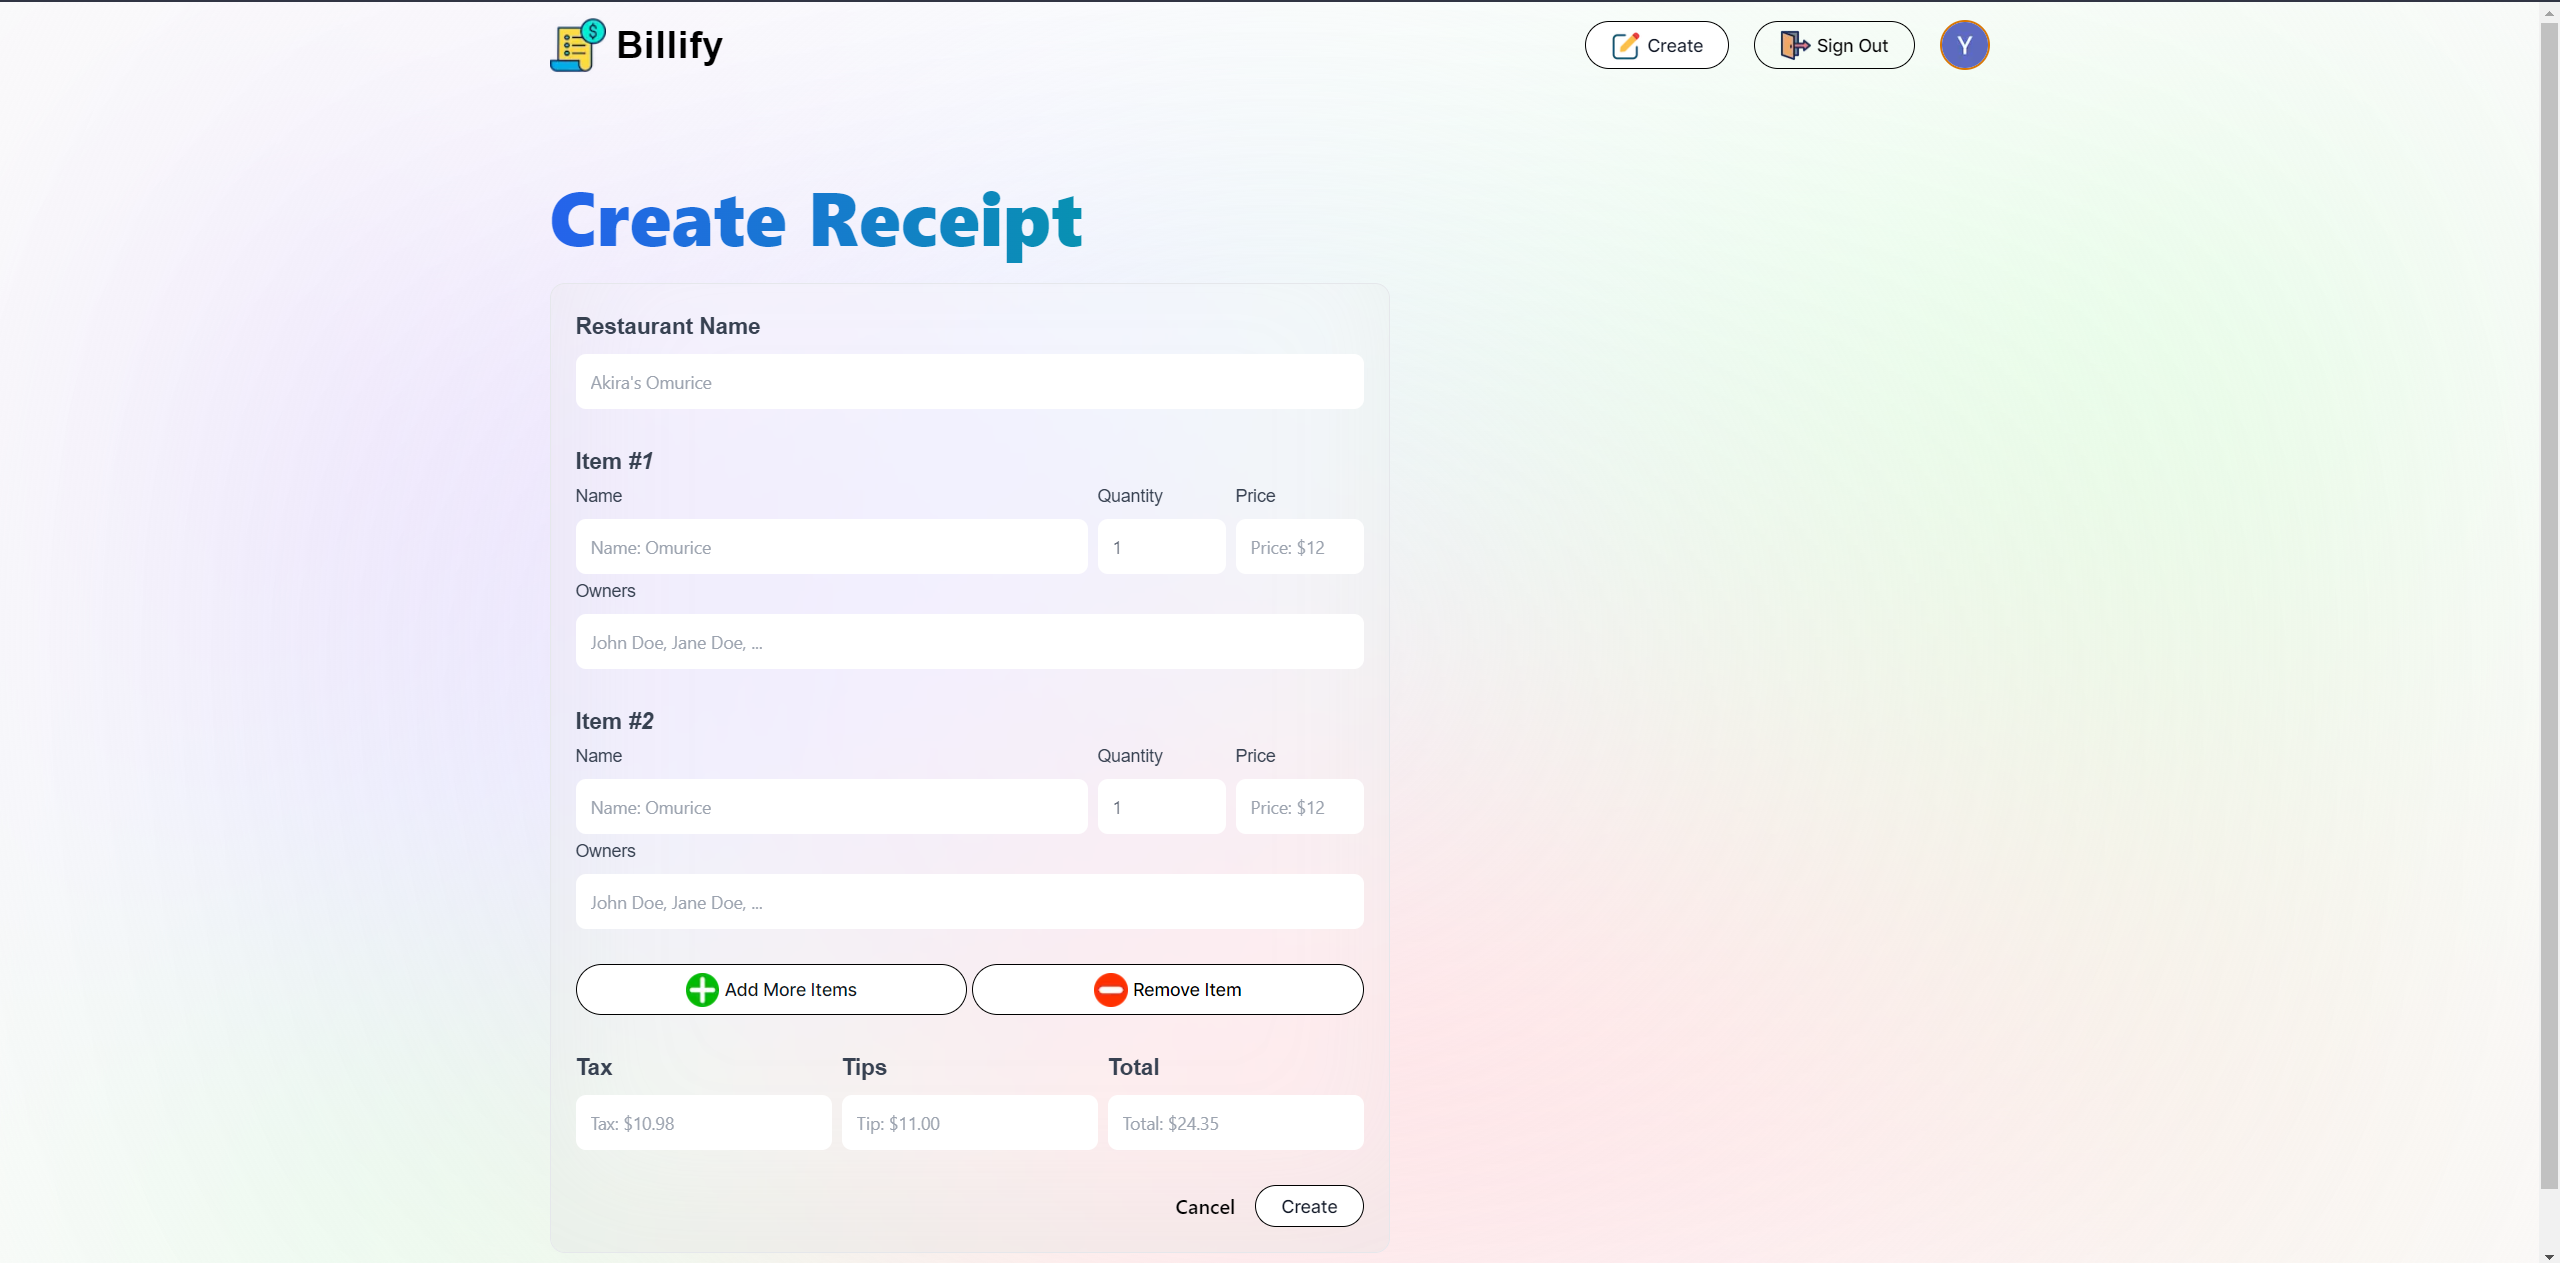 Billify
Create
Sign Out
Y
Create Receipt
Restaurant Name
Akira's Omurice
Item #1
Name Quantity Price
Name: Omurice 1 Price: $12
Owners
John Doe, Jane Doe, ...
Item #2
Name Quantity Price
Name: Omurice 1 Price: $12
Owners
John Doe, Jane Doe, ...
Add More Items Remove Item
Tax Tips Total
Tax: $10.98 Tip: $11.00 Total: $24.35
Cancel Create